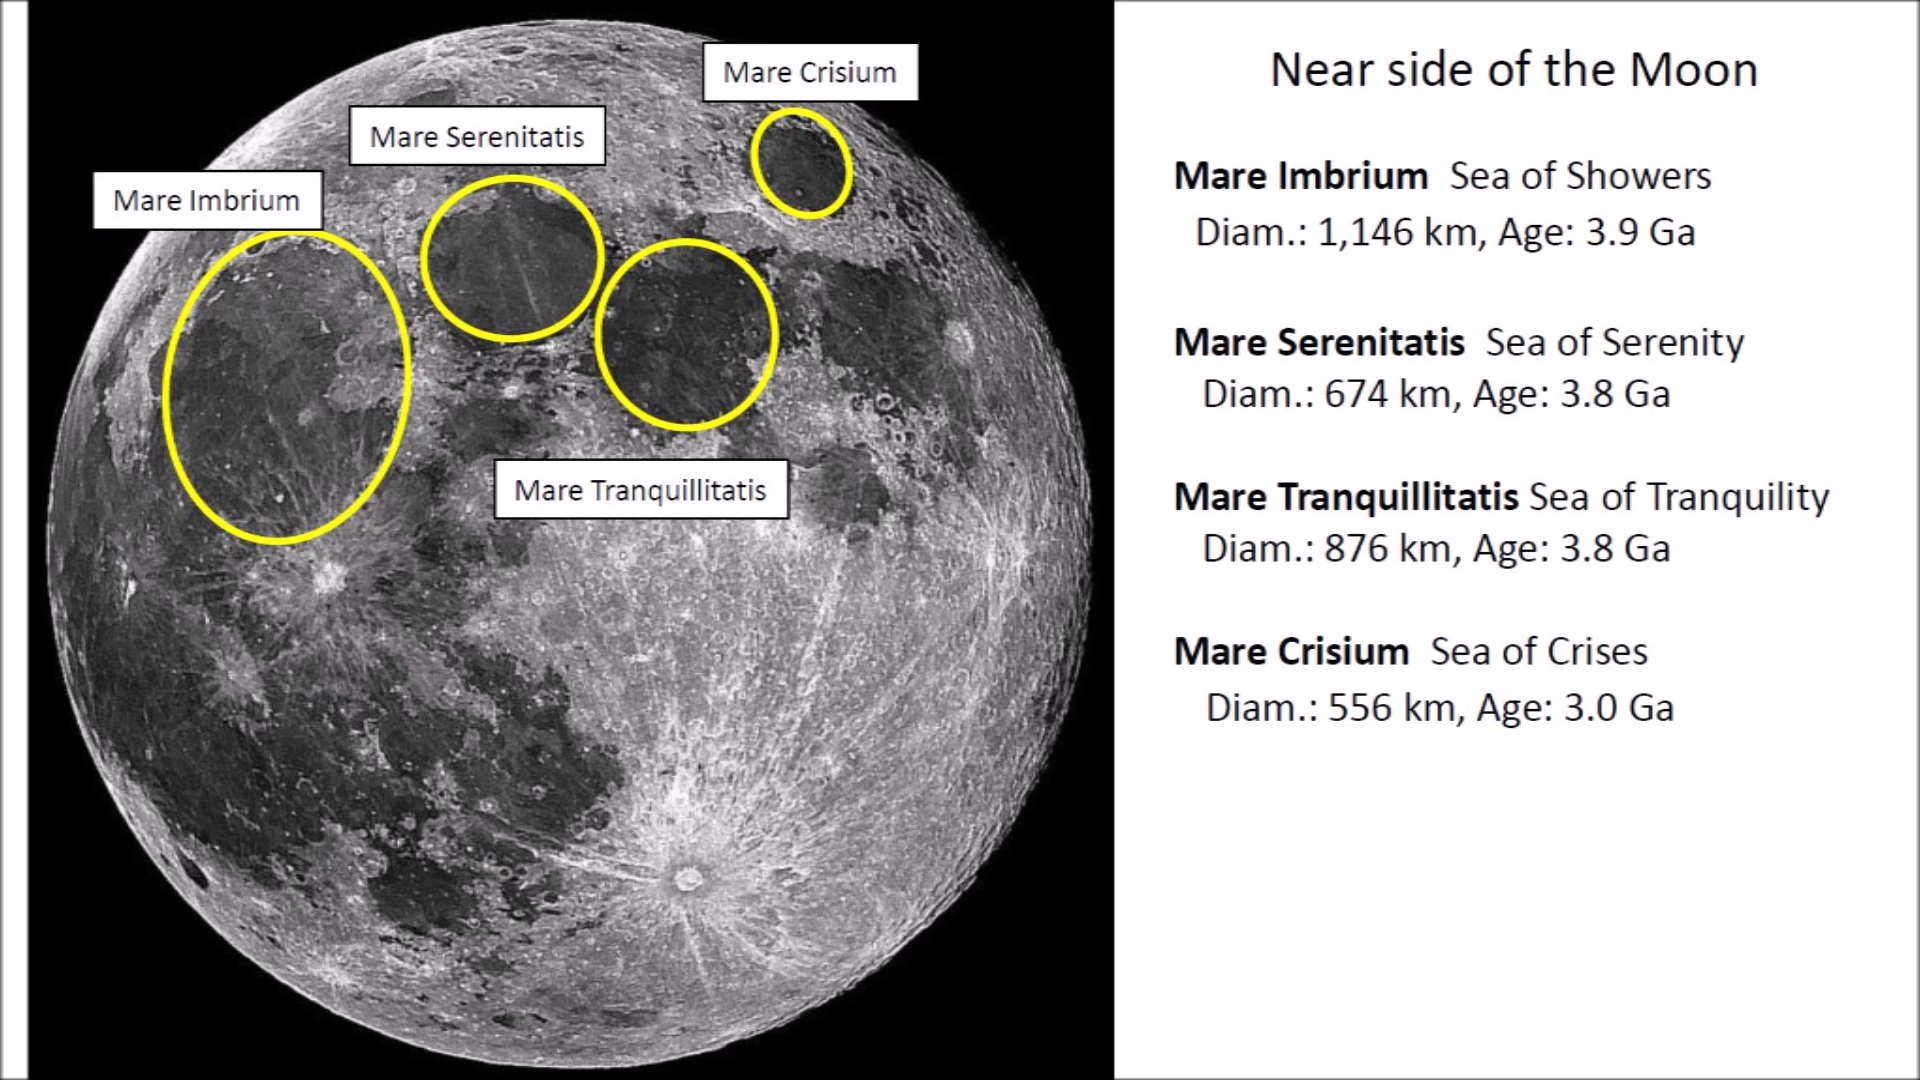 Mare Crisium
Mare Serenitatis
Mare Imbrium
Mare Tranquillitatis
Near side of the Moon
Mare Imbrium Sea of Showers
Diam.: 1,146 km, Age: 3.9 Ga
Mare Serenitatis Sea of Serenity
Diam.: 674 km, Age: 3.8 Ga
Mare Tranquillitatis Sea of Tranquility
Diam.: 876 km, Age: 3.8 Ga
Mare Crisium Sea of Crises
Diam.: 556 km, Age: 3.0 Ga